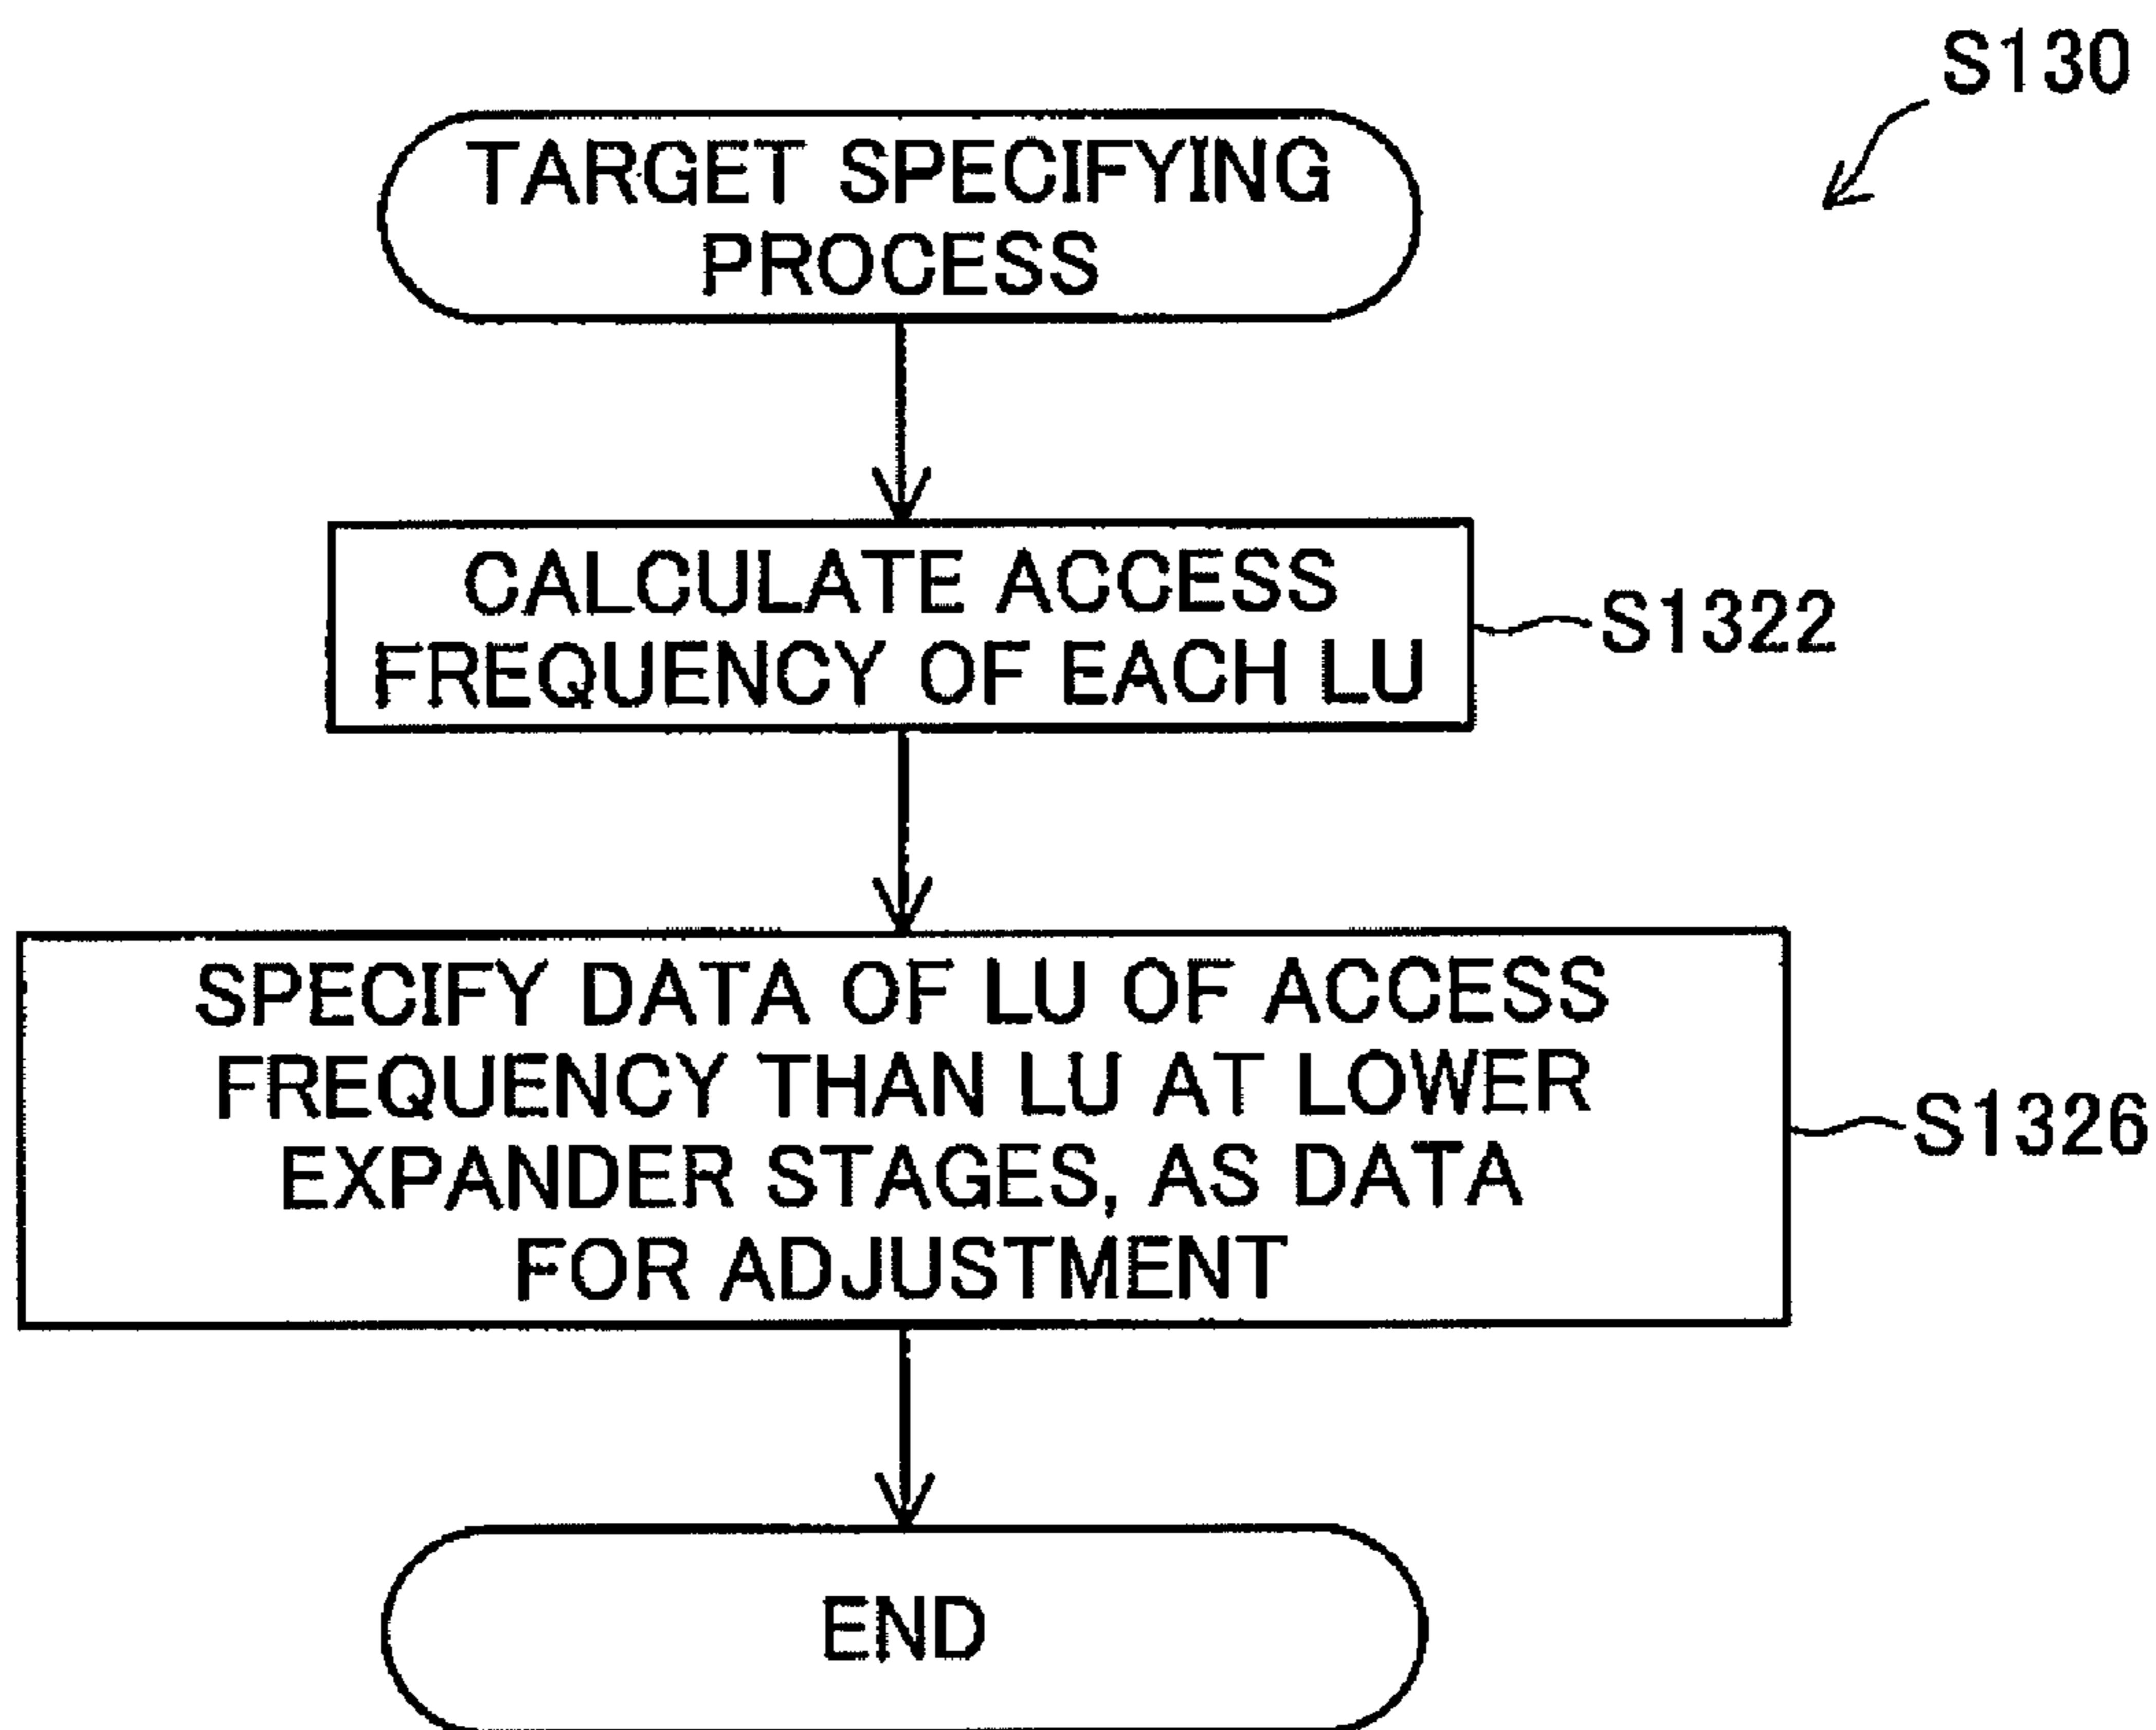 S130
TARGET SPECIFYING
PROCESS
CALCULATE ACCESS
FREQUENCY OF EACH LU
S1322
SPECIFY DATA OF LU OF ACCESS
FREQUENCY THAN LU AT LOWER
EXPANDER STAGES, AS DATA
FOR ADJUSTMENT
S1326
END